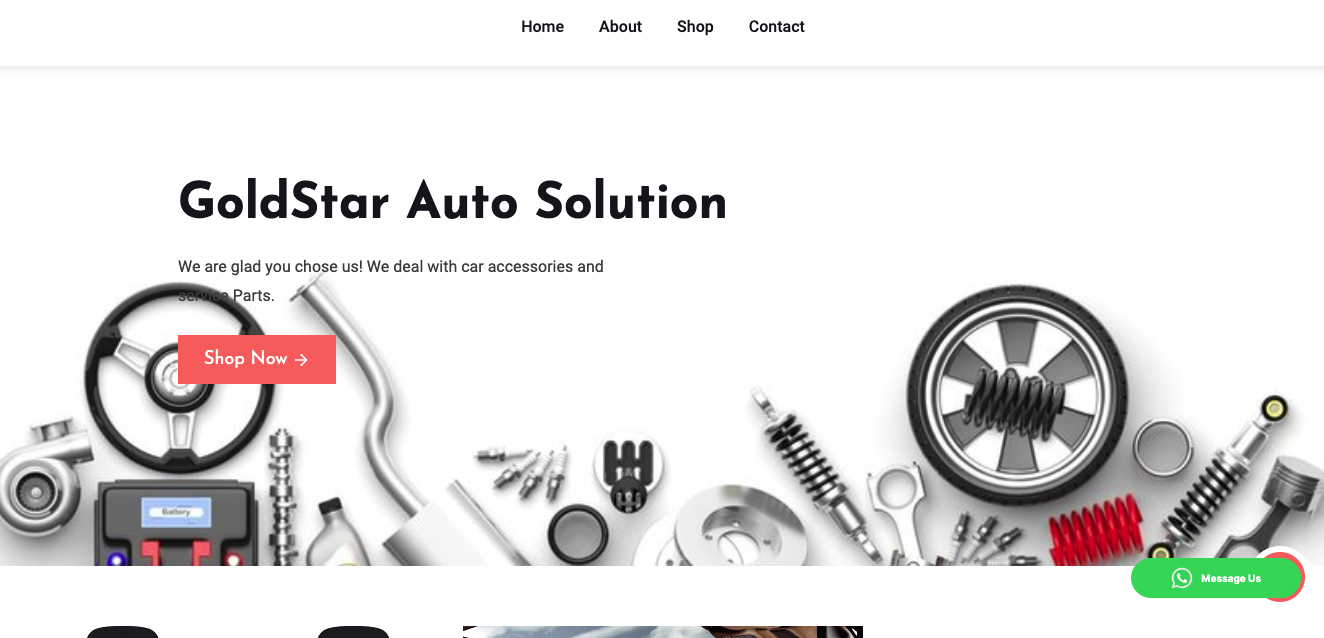 Home
About
Shop
Contact
GoldStar Auto Solution
We are glad you chose us! We deal with car accessories and
service Parts.
Shop Now →
Battery
Message Us